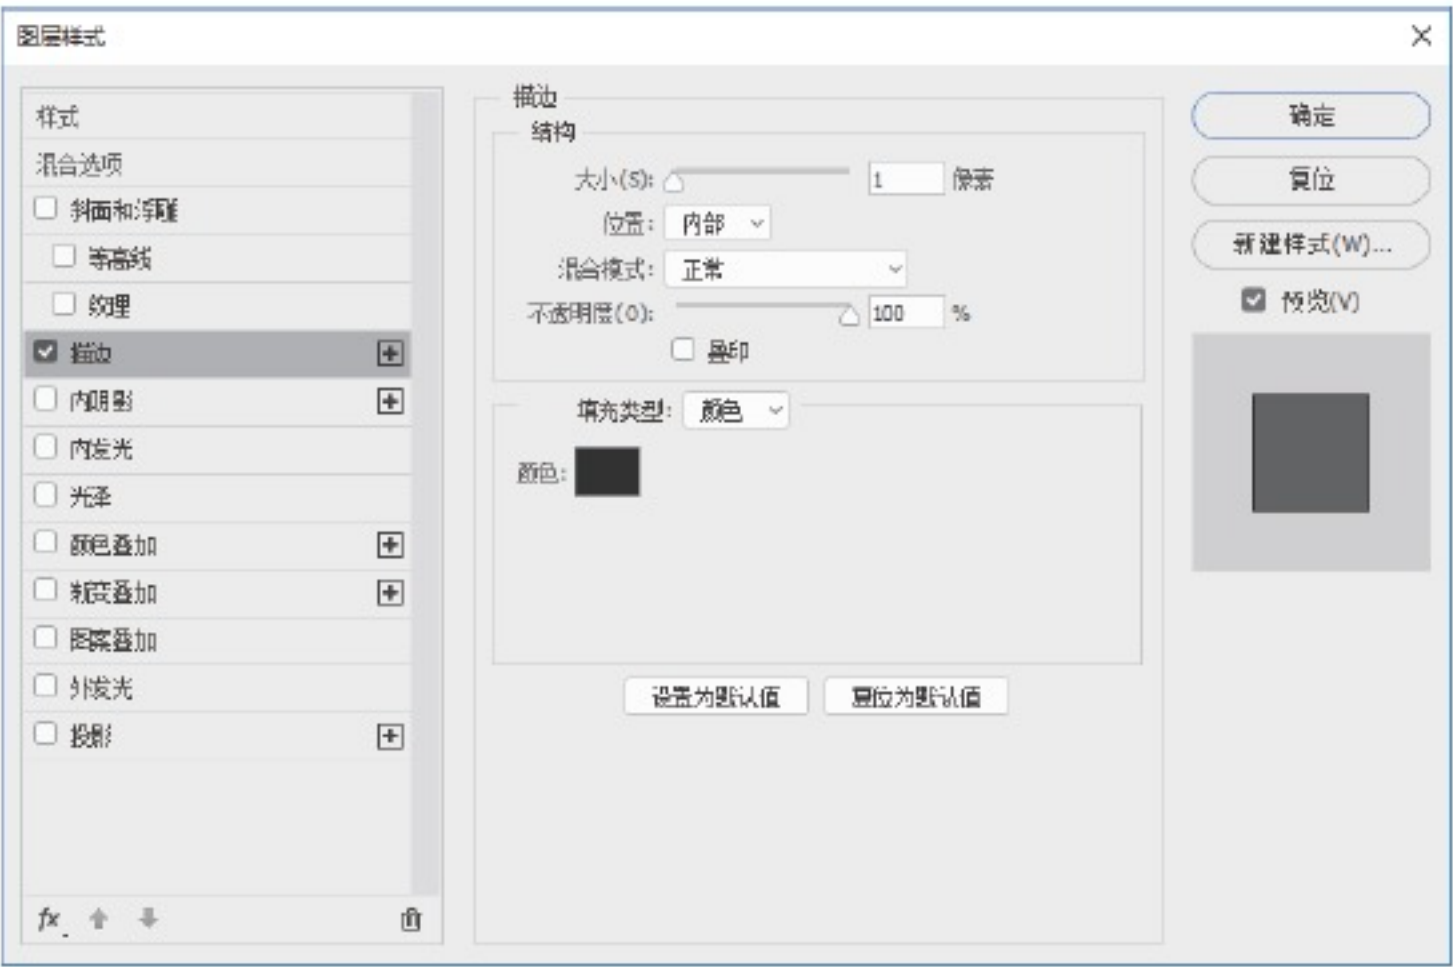 图层样式
样式
混合选项
斜面和浮雕
等高线
纹理
描边
内阴影
内发光
光泽
颜色叠加
渐变叠加
图案叠加
外发光
投影
fx
描边
结构
大小(S): 1 像素
位置: 内部
混合模式: 正常
不透明度(O): 100 %
叠印
填充类型: 颜色
颜色:
设置为默认值 复位为默认值
确定
复位
新建样式(W)...
预览(V)